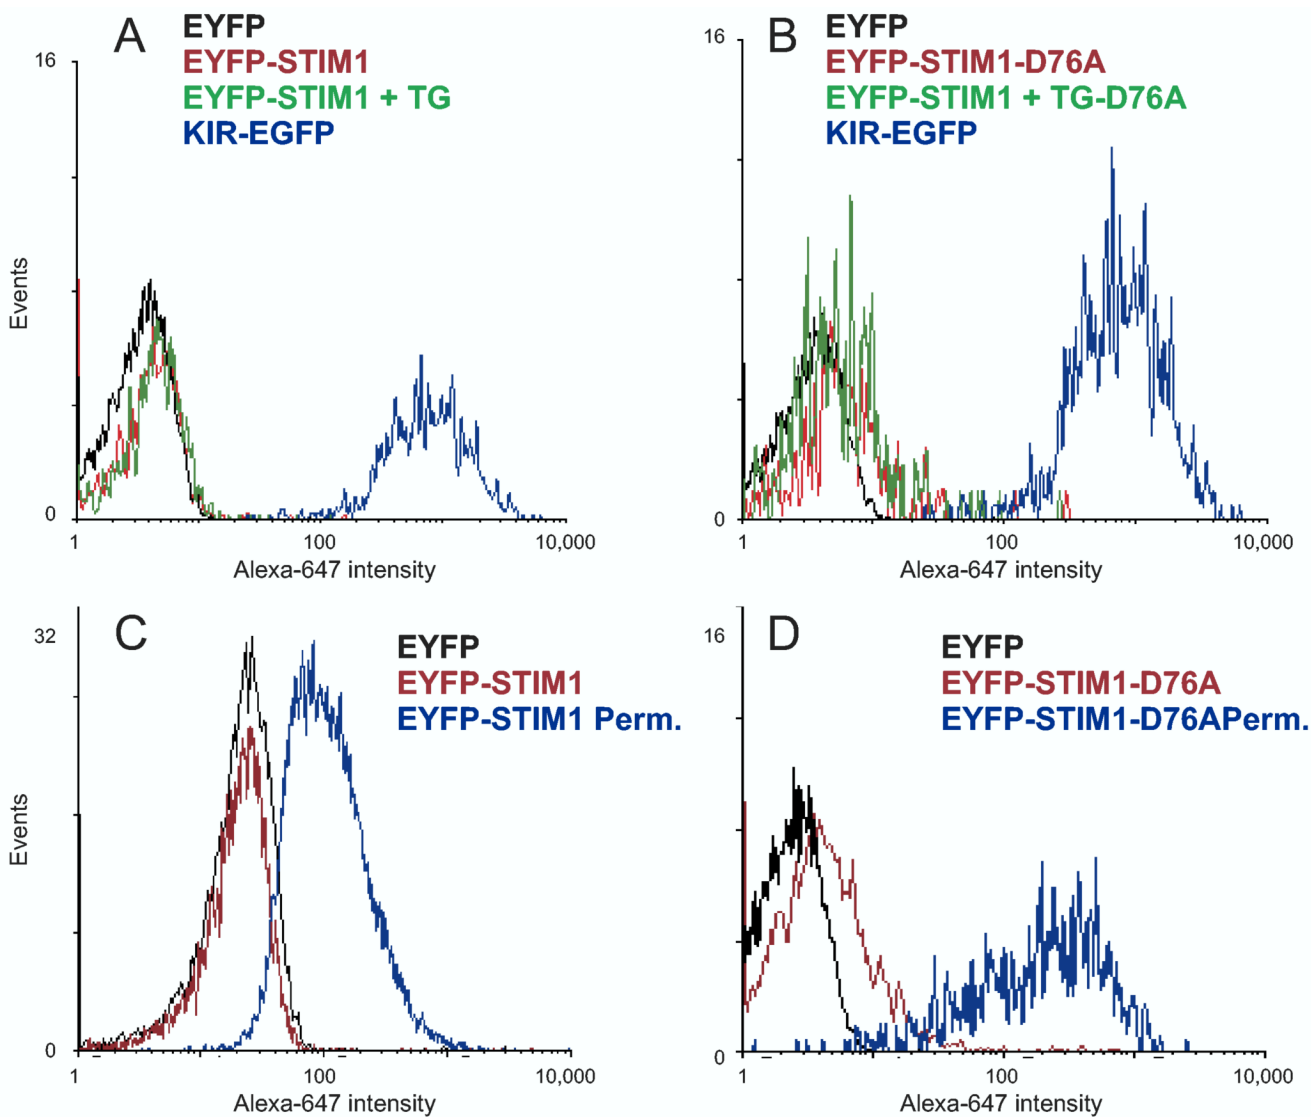 A
EYFP
EYFP-STIM1
EYFP-STIM1 + TG
KIR-EGFP
16
Events
0
1
100
10,000
Alexa-647 intensity
B
EYFP
EYFP-STIM1-D76A
EYFP-STIM1 + TG-D76A
KIR-EGFP
16
0
1
100
10,000
Alexa-647 intensity
C
EYFP
EYFP-STIM1
EYFP-STIM1 Perm.
32
Events
0
1
100
10,000
Alexa-647 intensity
D
EYFP
EYFP-STIM1-D76A
EYFP-STIM1-D76APerm.
16
0
1
100
10,000
Alexa-647 intensity